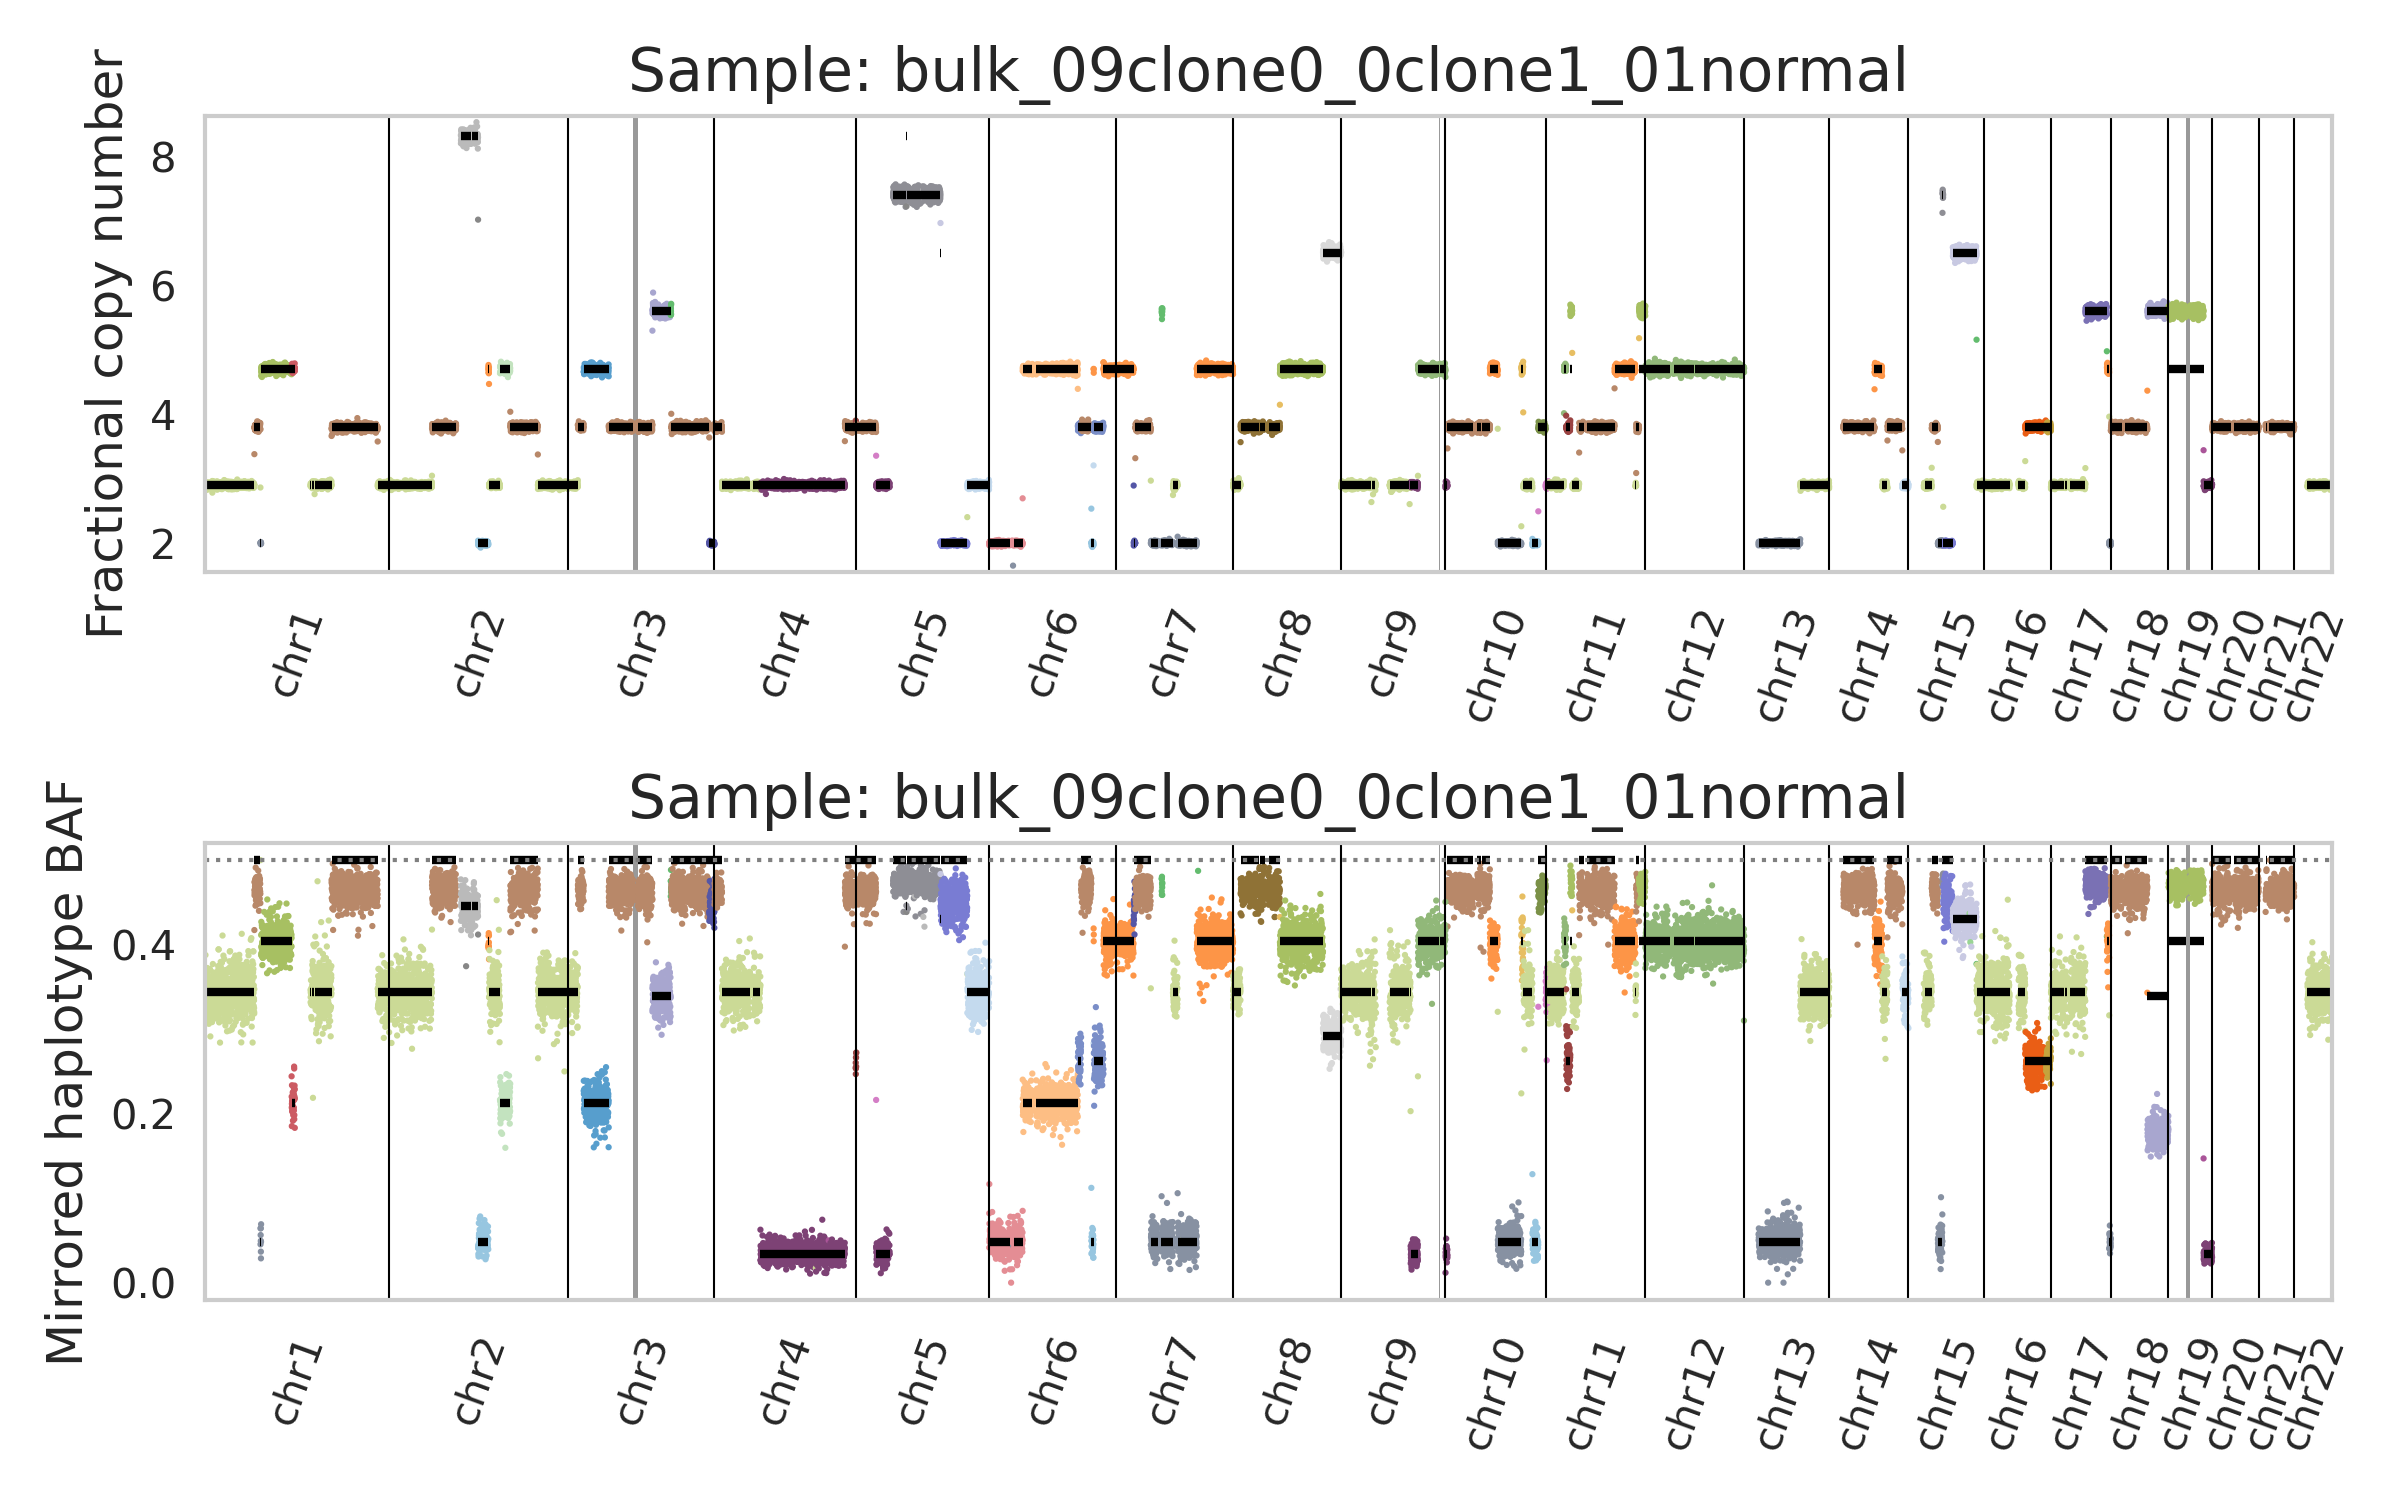 Sample: bulk_09clone0_0clone1_01normal
Fractional copy number
8
6
4
2
chr1 chr2 chr3 chr4 chr5 chr6 chr7 chr8 chr9 chr10 chr11 chr12 chr13 chr14 chr15 chr16 chr17 chr18 chr19 chr20 chr21 chr22
Sample: bulk_09clone0_0clone1_01normal
Mirrored haplotype BAF
0.4
0.2
0.0
chr1 chr2 chr3 chr4 chr5 chr6 chr7 chr8 chr9 chr10 chr11 chr12 chr13 chr14 chr15 chr16 chr17 chr18 chr19 chr20 chr21 chr22